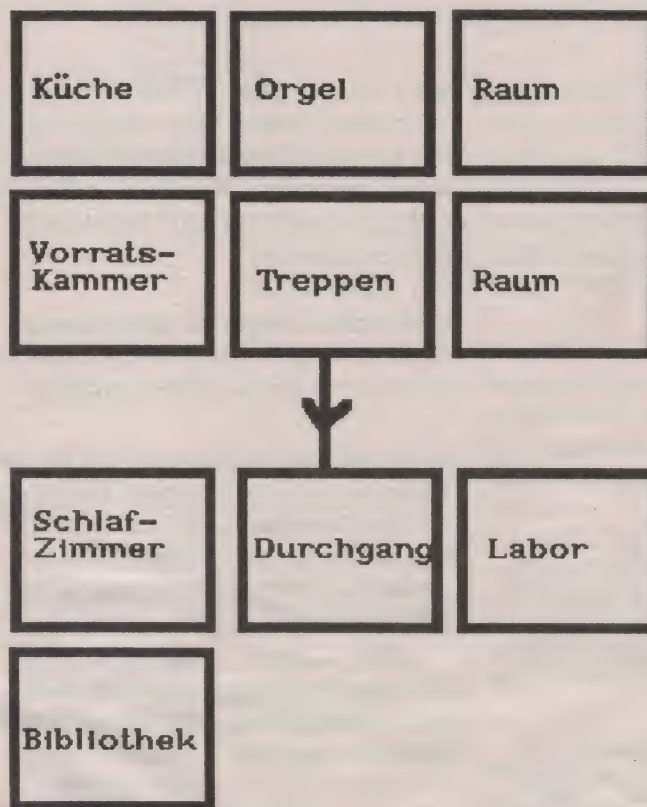 Küche
Orgel
Raum
Vorrats-
Kammer
Treppen
Raum
Schlaf-
Zimmer
Durchgang
Labor
Bibliothek